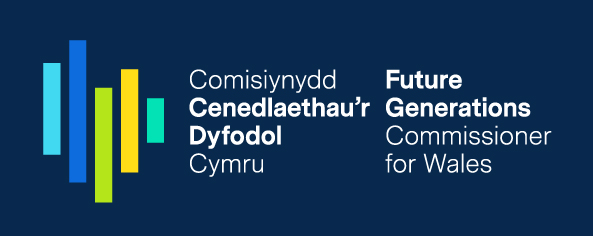 Comisiynydd
Cenedlaethau’r
Dyfodol
Cymru
Future
Generations
Commissioner
for Wales